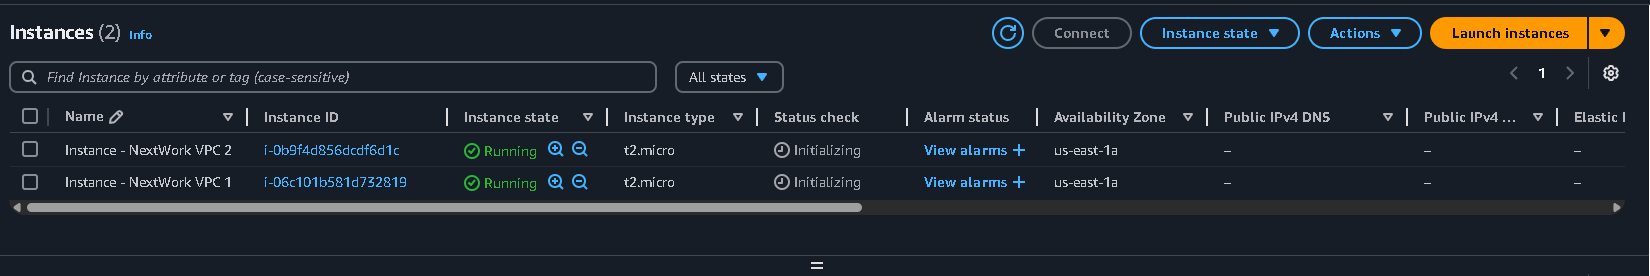 Instances (2) Info Connect Instance state Actions Launch instances
Find Instance by attribute or tag (case-sensitive) All states 1
Name Instance ID Instance state Instance type Status check Alarm status Availability Zone Public IPv4 DNS Public IPv4 ... Elastic I
Instance - NextWork VPC 2 i-0b9f4d856dcdf6d1c Running t2.micro Initializing View alarms + us-east-1a – – –
Instance - NextWork VPC 1 i-06c101b581d732819 Running t2.micro Initializing View alarms + us-east-1a – – –